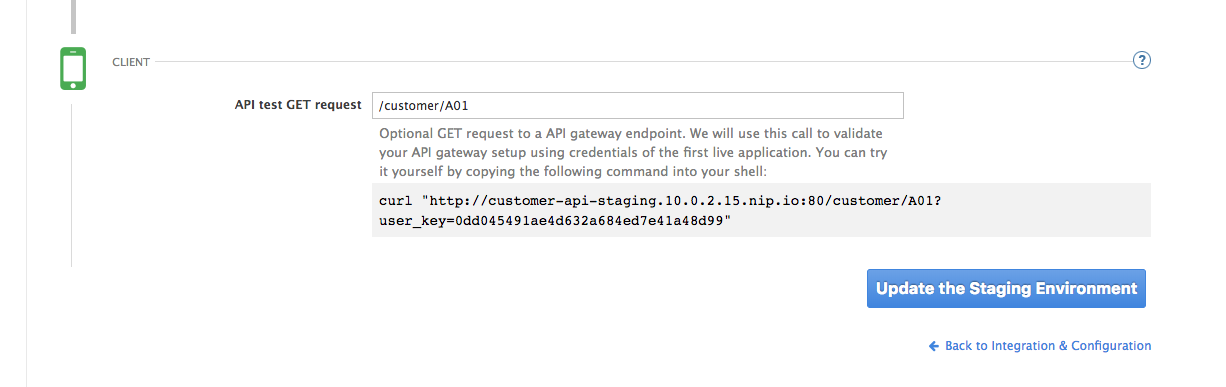 CLIENT
?
API test GET request
/customer/A01
Optional GET request to a API gateway endpoint. We will use this call to validate
your API gateway setup using credentials of the first live application. You can try
it yourself by copying the following command into your shell:
curl "http://customer-api-staging.10.0.2.15.nip.io:80/customer/A01?
user_key=0dd045491ae4d632a684ed7e41a48d99"
Update the Staging Environment
Back to Integration & Configuration